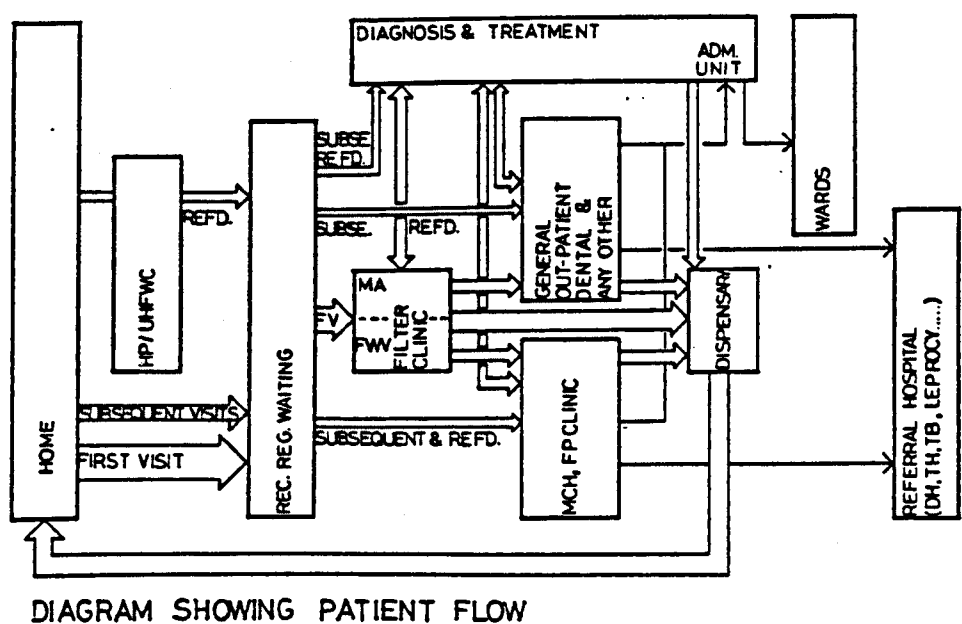 DIAGNOSIS & TREATMENT
ADM.
UNIT
WARDS
HOME
HP/UHFWC
REFD.
REC. REG. WAITING
SUBSE.
REFD.
SUBSE.
REFD.
FV
MA
FWV
FILTER
CLINIC
GENERAL
OUT-PATIENT
DENTAL &
ANY OTHER
DISPENSARY
MCH, FP CLINIC
REFERRAL HOSPITAL
(DH, TH, TB, LEPROCY.....)
SUBSEQUENT VISITS
FIRST VISIT
SUBSEQUENT & REFD.
DIAGRAM SHOWING PATIENT FLOW